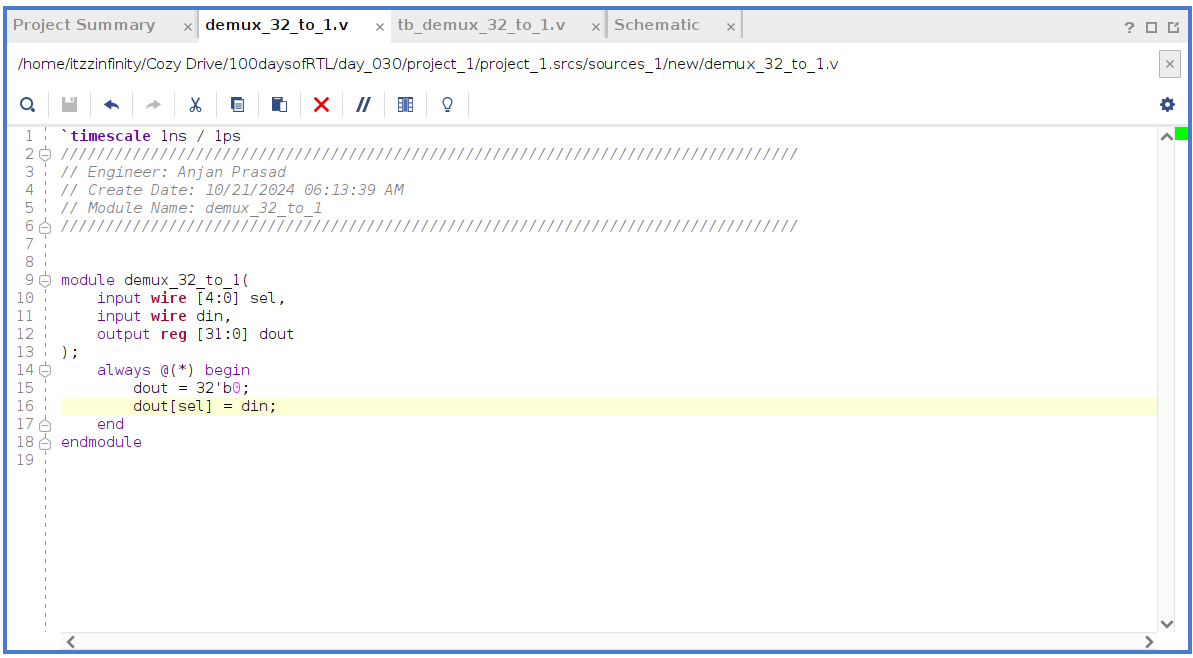 Project Summary × demux_32_to_1.v × tb_demux_32_to_1.v × Schematic × ?
/home/itzzinfinity/Cozy Drive/100daysofRTL/day_030/project_1/project_1.srcs/sources_1/new/demux_32_to_1.v ×
1 `timescale 1ns / 1ps
2 //////////////////////////////////////////////////////////////////////////////////
3 // Engineer: Anjan Prasad
4 // Create Date: 10/21/2024 06:13:39 AM
5 // Module Name: demux_32_to_1
6 //////////////////////////////////////////////////////////////////////////////////
7
8
9 module demux_32_to_1(
10 input wire [4:0] sel,
11 input wire din,
12 output reg [31:0] dout
13 );
14 always @(*) begin
15 dout = 32'b0;
16 dout[sel] = din;
17 end
18 endmodule
19